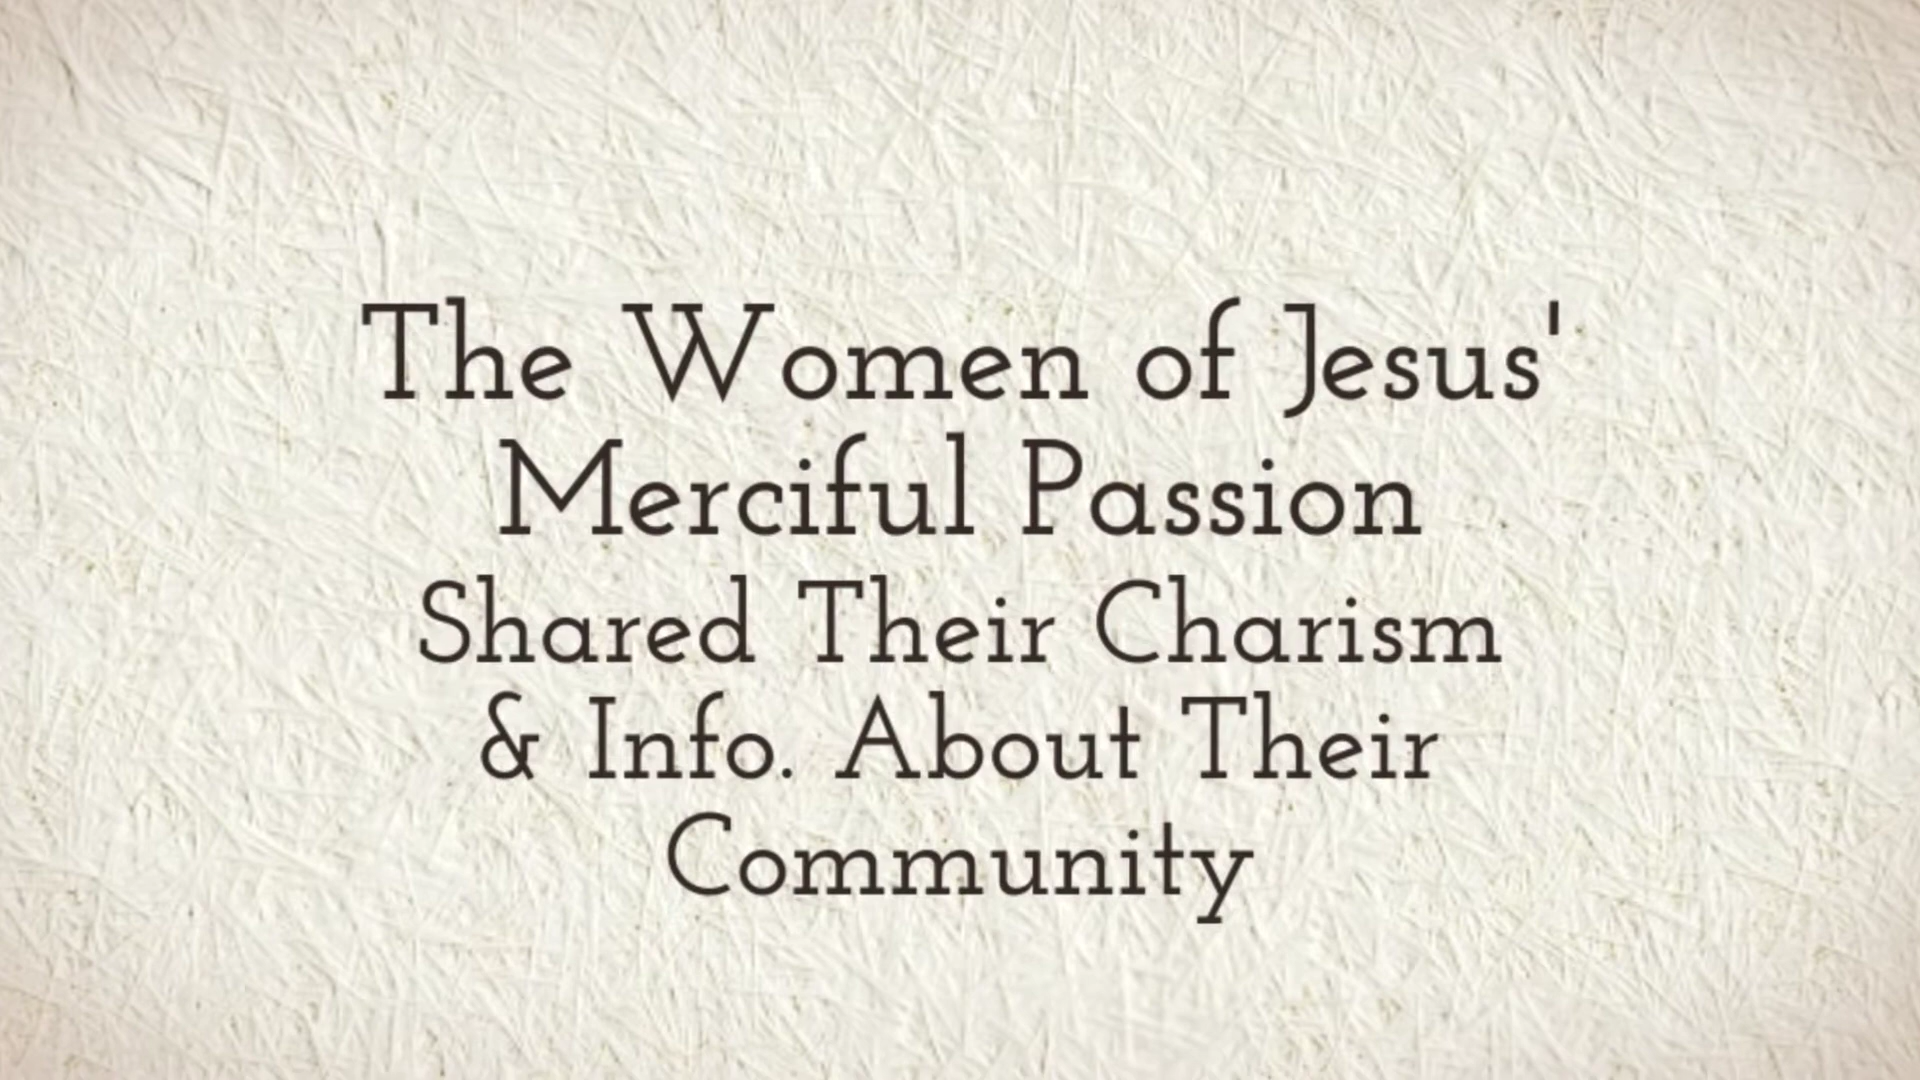 The Women of Jesus'
Merciful Passion
Shared Their Charism
& Info. About Their
Community